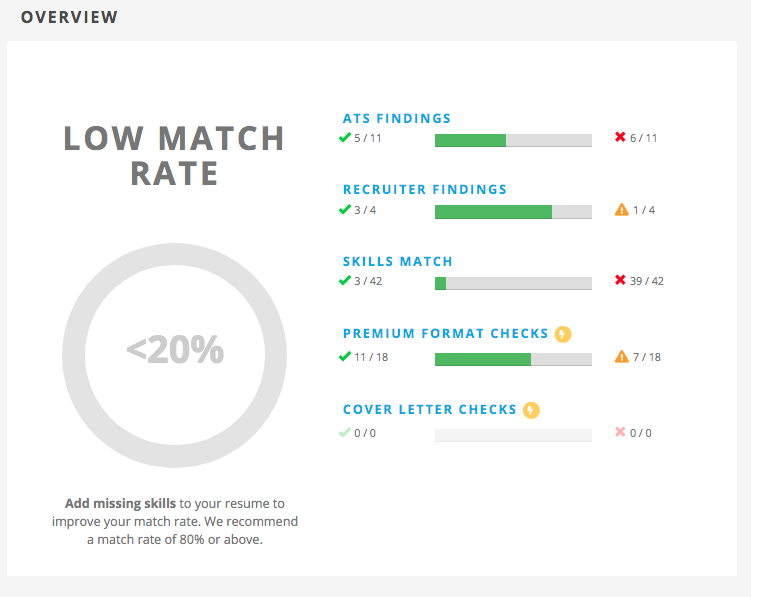 OVERVIEW
LOW MATCH
RATE
<20%
Add missing skills to your resume to
improve your match rate. We recommend
a match rate of 80% or above.
ATS FINDINGS
5 / 11
6 / 11
RECRUITER FINDINGS
3 / 4
1 / 4
SKILLS MATCH
3 / 42
39 / 42
PREMIUM FORMAT CHECKS
11 / 18
7 / 18
COVER LETTER CHECKS
0 / 0
0 / 0